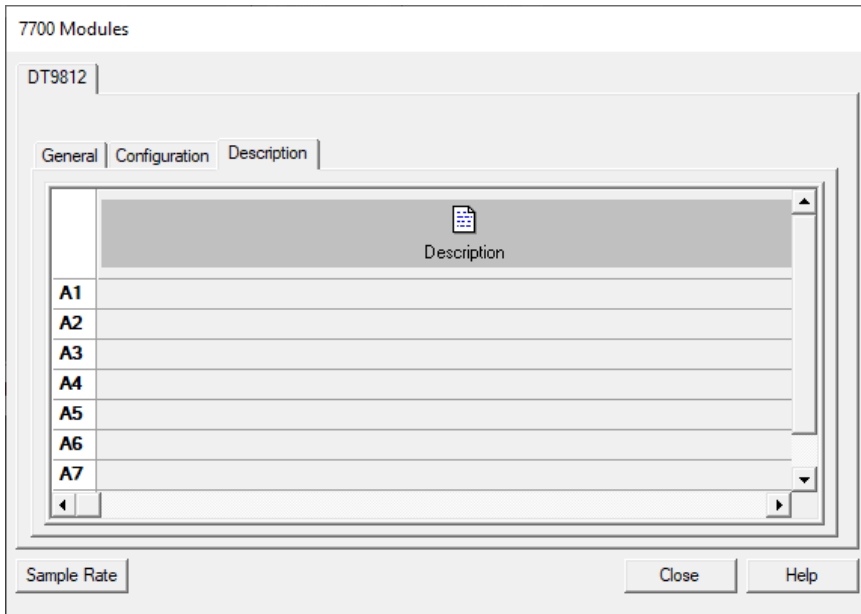 7700 Modules
DT9812
General Configuration Description
Description
A1
A2
A3
A4
A5
A6
A7
Sample Rate Close Help